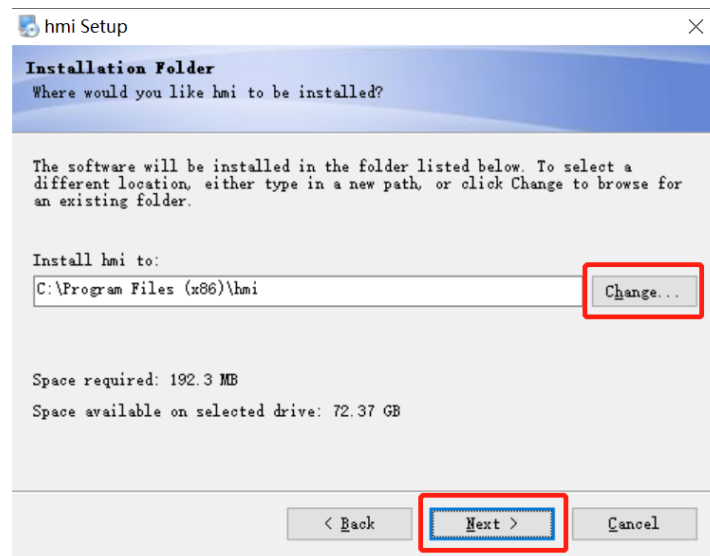 hmi Setup
Installation Folder
Where would you like hmi to be installed?
The software will be installed in the folder listed below. To select a
different location, either type in a new path, or click Change to browse for
an existing folder.
Install hmi to:
C:\Program Files (x86)\hmi
Change...
Space required: 192.3 MB
Space available on selected drive: 72.37 GB
< Back
Next >
Cancel